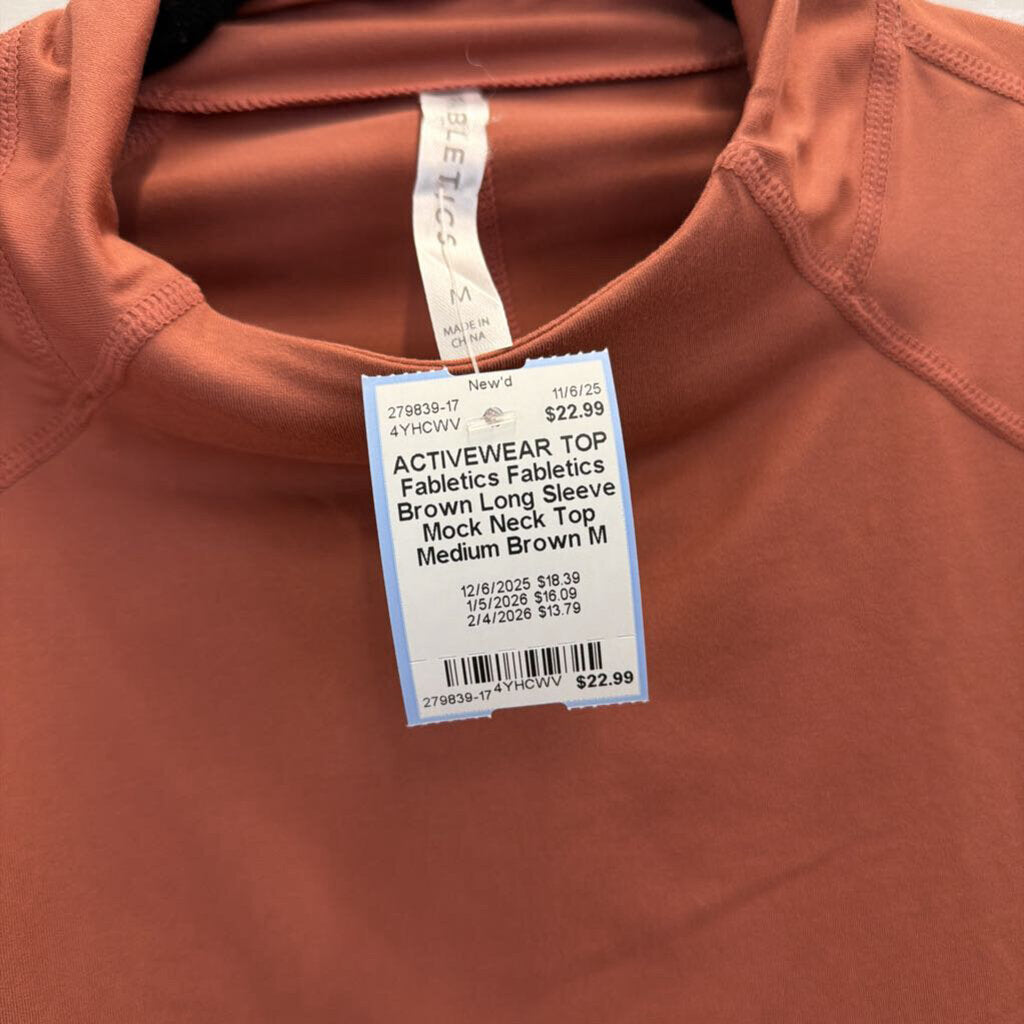 ABLETICS
M
MADE IN
CHINA
New'd
279839-17 11/6/25
4YHCWV $22.99
ACTIVEWEAR TOP
Fabletics Fabletics
Brown Long Sleeve
Mock Neck Top
Medium Brown M
12/6/2025 $18.39
1/5/2026 $16.09
2/4/2026 $13.79
279839-17 4YHCWV $22.99